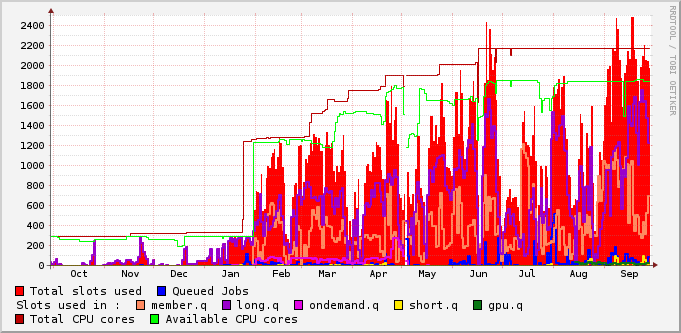 RRDTOOL / TOBI OETIKER
2400
2200
2000
1800
1600
1400
1200
1000
800
600
400
200
0
Oct Nov Dec Jan Feb Mar Apr May Jun Jul Aug Sep
Total slots used Queued Jobs
Slots used in : member.q long.q ondemand.q short.q gpu.q
Total CPU cores Available CPU cores